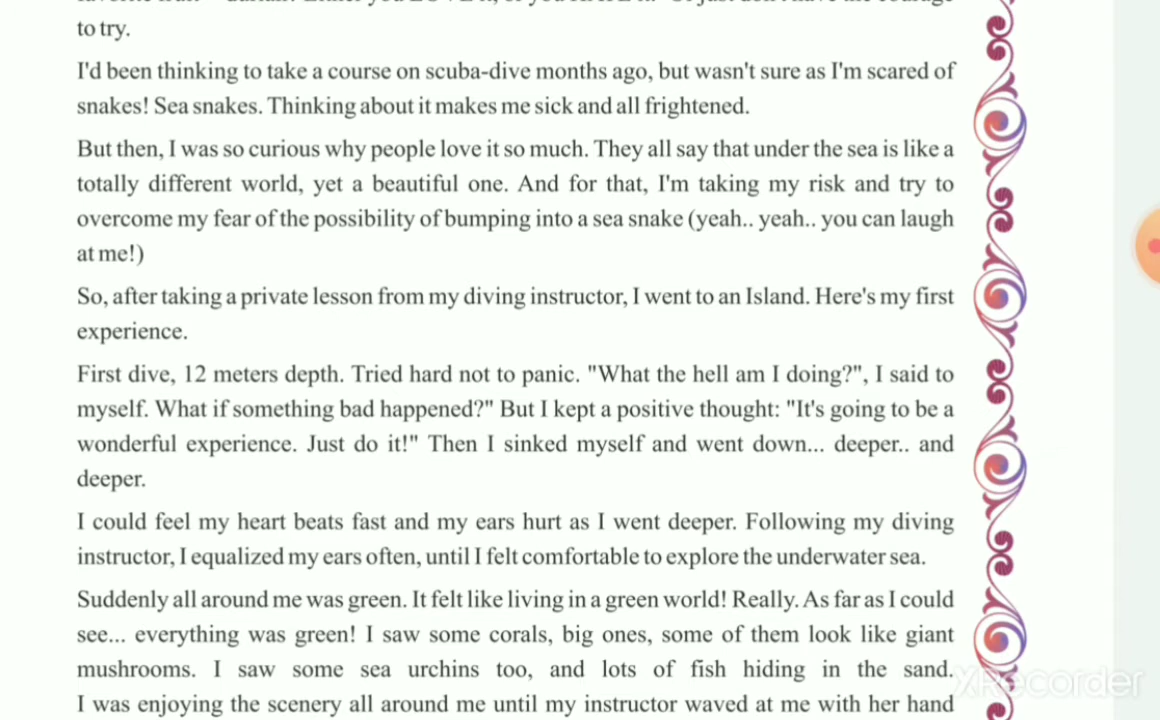 to try.
I'd been thinking to take a course on scuba-dive months ago, but wasn't sure as I'm scared of
snakes! Sea snakes. Thinking about it makes me sick and all frightened.
But then, I was so curious why people love it so much. They all say that under the sea is like a
totally different world, yet a beautiful one. And for that, I'm taking my risk and try to
overcome my fear of the possibility of bumping into a sea snake (yeah.. yeah.. you can laugh
at me!)
So, after taking a private lesson from my diving instructor, I went to an Island. Here's my first
experience.
First dive, 12 meters depth. Tried hard not to panic. "What the hell am I doing?", I said to
myself. What if something bad happened?" But I kept a positive thought: "It's going to be a
wonderful experience. Just do it!" Then I sinked myself and went down... deeper.. and
deeper.
I could feel my heart beats fast and my ears hurt as I went deeper. Following my diving
instructor, I equalized my ears often, until I felt comfortable to explore the underwater sea.
Suddenly all around me was green. It felt like living in a green world! Really. As far as I could
see... everything was green! I saw some corals, big ones, some of them look like giant
mushrooms. I saw some sea urchins too, and lots of fish hiding in the sand.
I was enjoying the scenery all around me until my instructor waved at me with her hand
XRecorder